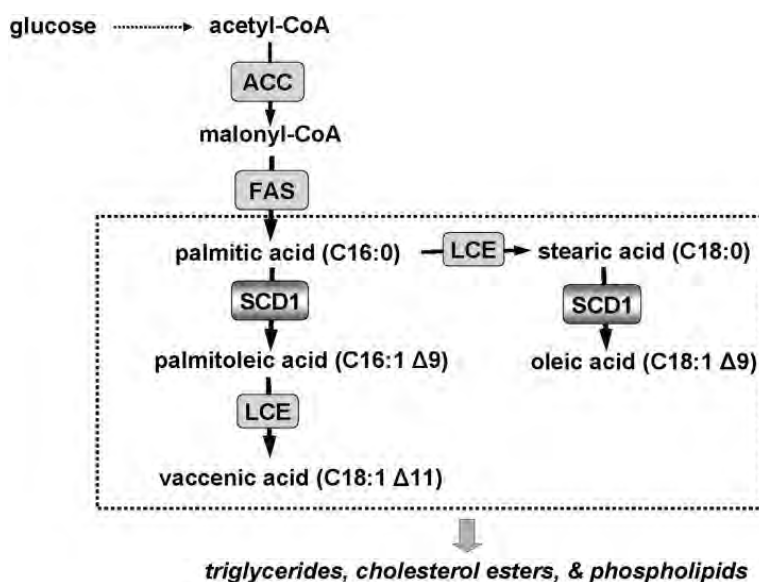 glucose acetyl-CoA
ACC
malonyl-CoA
FAS
palmitic acid (C16:0) LCE stearic acid (C18:0)
SCD1 SCD1
palmitoleic acid (C16:1 Δ9) oleic acid (C18:1 Δ9)
LCE
vaccenic acid (C18:1 Δ11)
triglycerides, cholesterol esters, & phospholipids